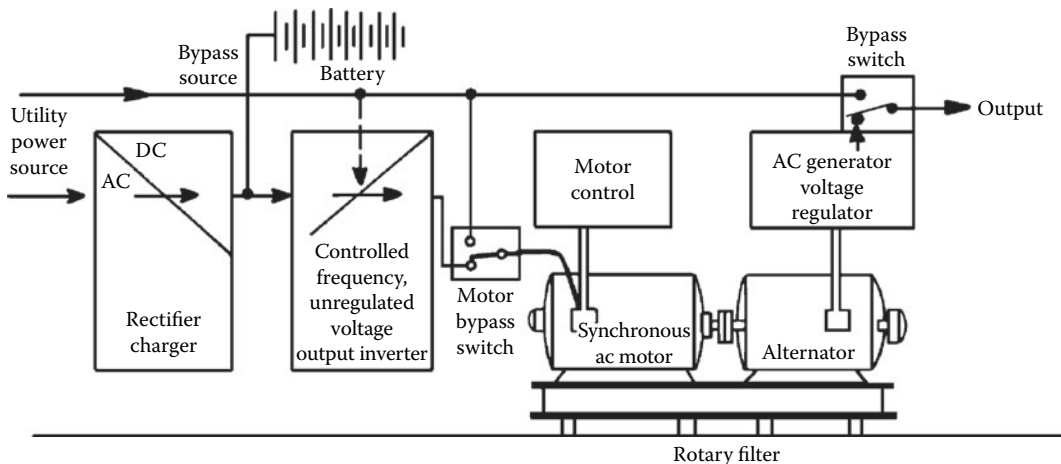 Bypass
source
Battery
Bypass
switch
Utility
power
source
Output
DC
AC
Rectifier
charger
Controlled
frequency,
unregulated
voltage
output inverter
Motor
bypass
switch
Motor
control
AC generator
voltage
regulator
Synchronous
ac motor
Alternator
Rotary filter